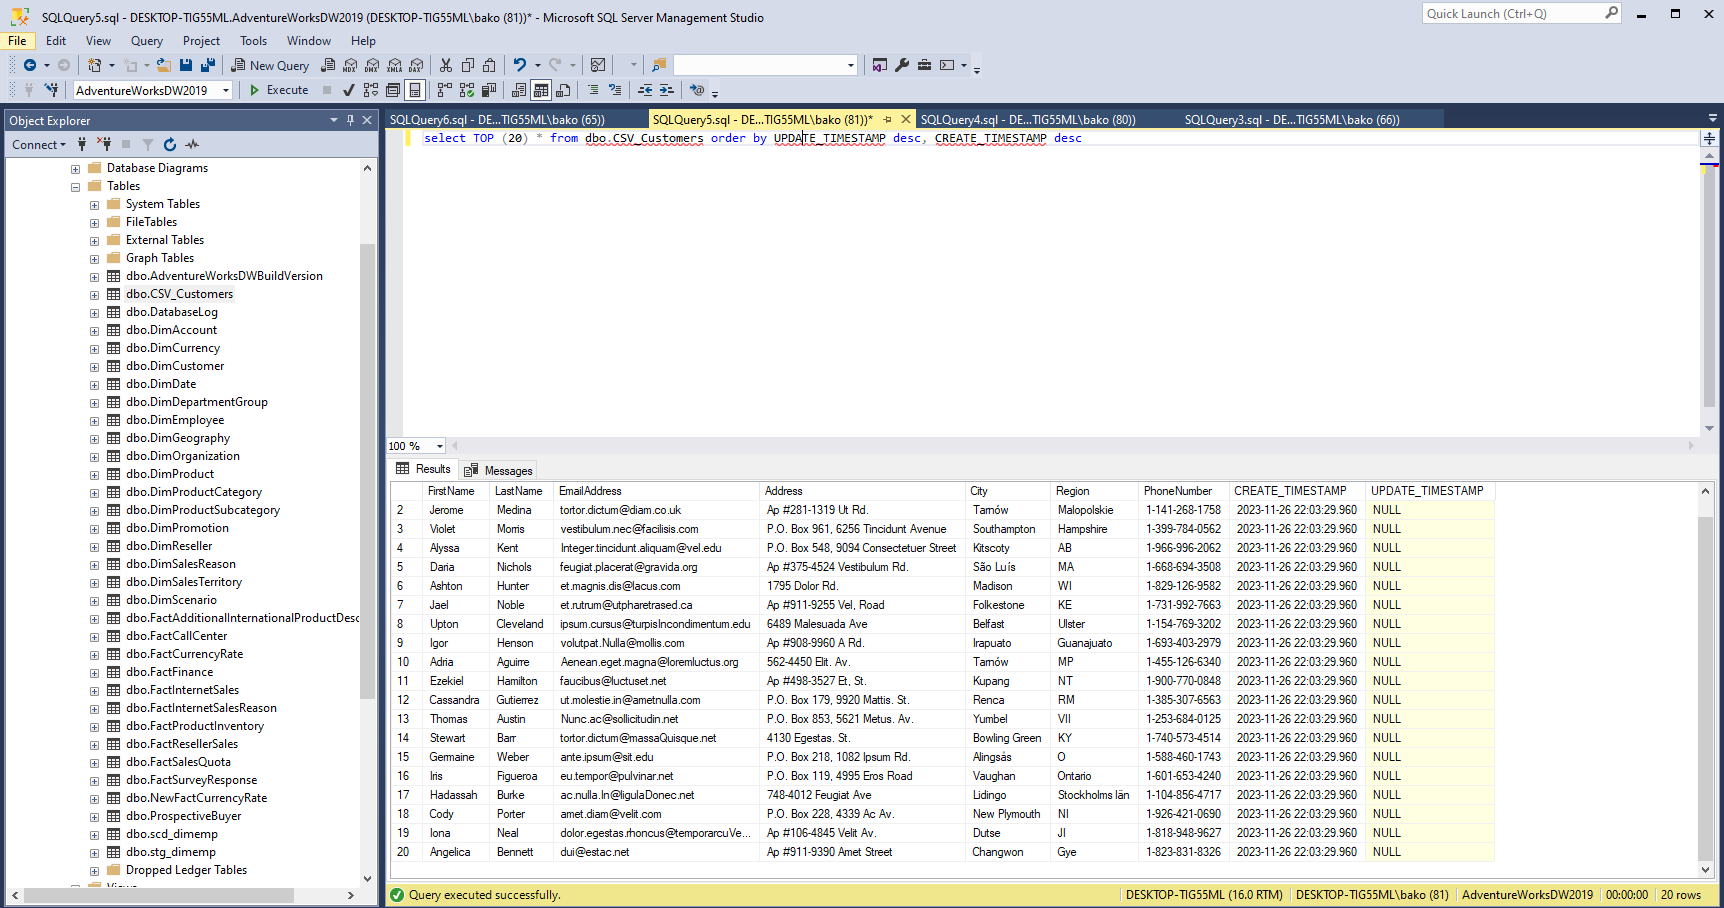 SQLQuery5.sql - DESKTOP-TIG55ML.AdventureWorksDW2019 (DESKTOP-TIG55ML\bako (81))* - Microsoft SQL Server Management Studio
Quick Launch (Ctrl+Q)
File Edit View Query Project Tools Window Help
New Query MDX DMX XMLA DAX
AdventureWorksDW2019 Execute
Object Explorer
Connect
Database Diagrams
Tables
System Tables
FileTables
External Tables
Graph Tables
dbo.AdventureWorksDWBuildVersion
dbo.CSV_Customers
dbo.DatabaseLog
dbo.DimAccount
dbo.DimCurrency
dbo.DimCustomer
dbo.DimDate
dbo.DimDepartmentGroup
dbo.DimEmployee
dbo.DimGeography
dbo.DimOrganization
dbo.DimProduct
dbo.DimProductCategory
dbo.DimProductSubcategory
dbo.DimPromotion
dbo.DimReseller
dbo.DimSalesReason
dbo.DimSalesTerritory
dbo.DimScenario
dbo.FactAdditionalInternationalProductDesc
dbo.FactCallCenter
dbo.FactCurrencyRate
dbo.FactFinance
dbo.FactInternetSales
dbo.FactInternetSalesReason
dbo.FactProductInventory
dbo.FactResellerSales
dbo.FactSalesQuota
dbo.FactSurveyResponse
dbo.NewFactCurrencyRate
dbo.ProspectiveBuyer
dbo.scd_dimemp
dbo.stg_dimemp
Dropped Ledger Tables
Views
SQLQuery6.sql - DE...TIG55ML\bako (65)) SQLQuery5.sql - DE...TIG55ML\bako (81))* SQLQuery4.sql - DE...TIG55ML\bako (80)) SQLQuery3.sql - DE...TIG55ML\bako (66))
select TOP (20) * from dbo.CSV_Customers order by UPDATE_TIMESTAMP desc, CREATE_TIMESTAMP desc
100 %
Results Messages
FirstName LastName EmailAddress Address City Region PhoneNumber CREATE_TIMESTAMP UPDATE_TIMESTAMP
2 Jerome Medina tortor.dictum@diam.co.uk Ap #281-1319 Ut Rd. Tarnów Malopolskie 1-141-268-1758 2023-11-26 22:03:29.960 NULL
3 Violet Morris vestibulum.nec@facilisis.com P.O. Box 961, 6256 Tincidunt Avenue Southampton Hampshire 1-399-784-0562 2023-11-26 22:03:29.960 NULL
4 Alyssa Kent Integer.tincidunt.aliquam@vel.edu P.O. Box 548, 9094 Consectetuer Street Kitscoty AB 1-966-996-2062 2023-11-26 22:03:29.960 NULL
5 Daria Nichols feugiat.placerat@gravida.org Ap #375-4524 Vestibulum Rd. São Luís MA 1-668-694-3508 2023-11-26 22:03:29.960 NULL
6 Ashton Hunter et.magnis.dis@lacus.com 1795 Dolor Rd. Madison WI 1-829-126-9582 2023-11-26 22:03:29.960 NULL
7 Jael Noble et.rutrum@utpharetrased.ca Ap #911-9255 Vel, Road Folkestone KE 1-731-992-7663 2023-11-26 22:03:29.960 NULL
8 Upton Cleveland ipsum.cursus@turpisIncondimentum.edu 6489 Malesuada Ave Belfast Ulster 1-154-769-3202 2023-11-26 22:03:29.960 NULL
9 Igor Henson volutpat.Nulla@mollis.com Ap #908-9960 A Rd. Irapuato Guanajuato 1-693-403-2979 2023-11-26 22:03:29.960 NULL
10 Adria Aguirre Aenean.eget.magna@loremluctus.org 562-4450 Elit. Av. Tarnów MP 1-455-126-6340 2023-11-26 22:03:29.960 NULL
11 Ezekiel Hamilton faucibus@luctuset.net Ap #498-3527 Et, St. Kupang NT 1-900-770-0848 2023-11-26 22:03:29.960 NULL
12 Cassandra Gutierrez ut.molestie.in@ametnulla.com P.O. Box 179, 9920 Mattis. St. Renca RM 1-385-307-6563 2023-11-26 22:03:29.960 NULL
13 Thomas Austin Nunc.ac@sollicitudin.net P.O. Box 853, 5621 Metus. Av. Yumbel VII 1-253-684-0125 2023-11-26 22:03:29.960 NULL
14 Stewart Barr tortor.dictum@massaQuisque.net 4130 Egestas. St. Bowling Green KY 1-740-573-4514 2023-11-26 22:03:29.960 NULL
15 Germaine Weber ante.ipsum@sit.edu P.O. Box 218, 1082 Ipsum Rd. Alingsås O 1-588-460-1743 2023-11-26 22:03:29.960 NULL
16 Iris Figueroa eu.tempor@pulvinar.net P.O. Box 119, 4995 Eros Road Vaughan Ontario 1-601-653-4240 2023-11-26 22:03:29.960 NULL
17 Hadassah Burke ac.nulla.In@ligulaDonec.net 748-4012 Feugiat Ave Lidingo Stockholms län 1-104-856-4717 2023-11-26 22:03:29.960 NULL
18 Cody Porter amet.diam@velit.com P.O. Box 228, 4339 Ac Av. New Plymouth NI 1-926-421-0690 2023-11-26 22:03:29.960 NULL
19 Iona Neal dolor.egestas.rhoncus@temporarcuVe... Ap #106-4845 Velit Av. Dutse JI 1-818-948-9627 2023-11-26 22:03:29.960 NULL
20 Angelica Bennett dui@estac.net Ap #911-9390 Amet Street Changwon Gye 1-823-831-8326 2023-11-26 22:03:29.960 NULL
Query executed successfully. DESKTOP-TIG55ML (16.0 RTM) DESKTOP-TIG55ML\bako (81) AdventureWorksDW2019 00:00:00 20 rows